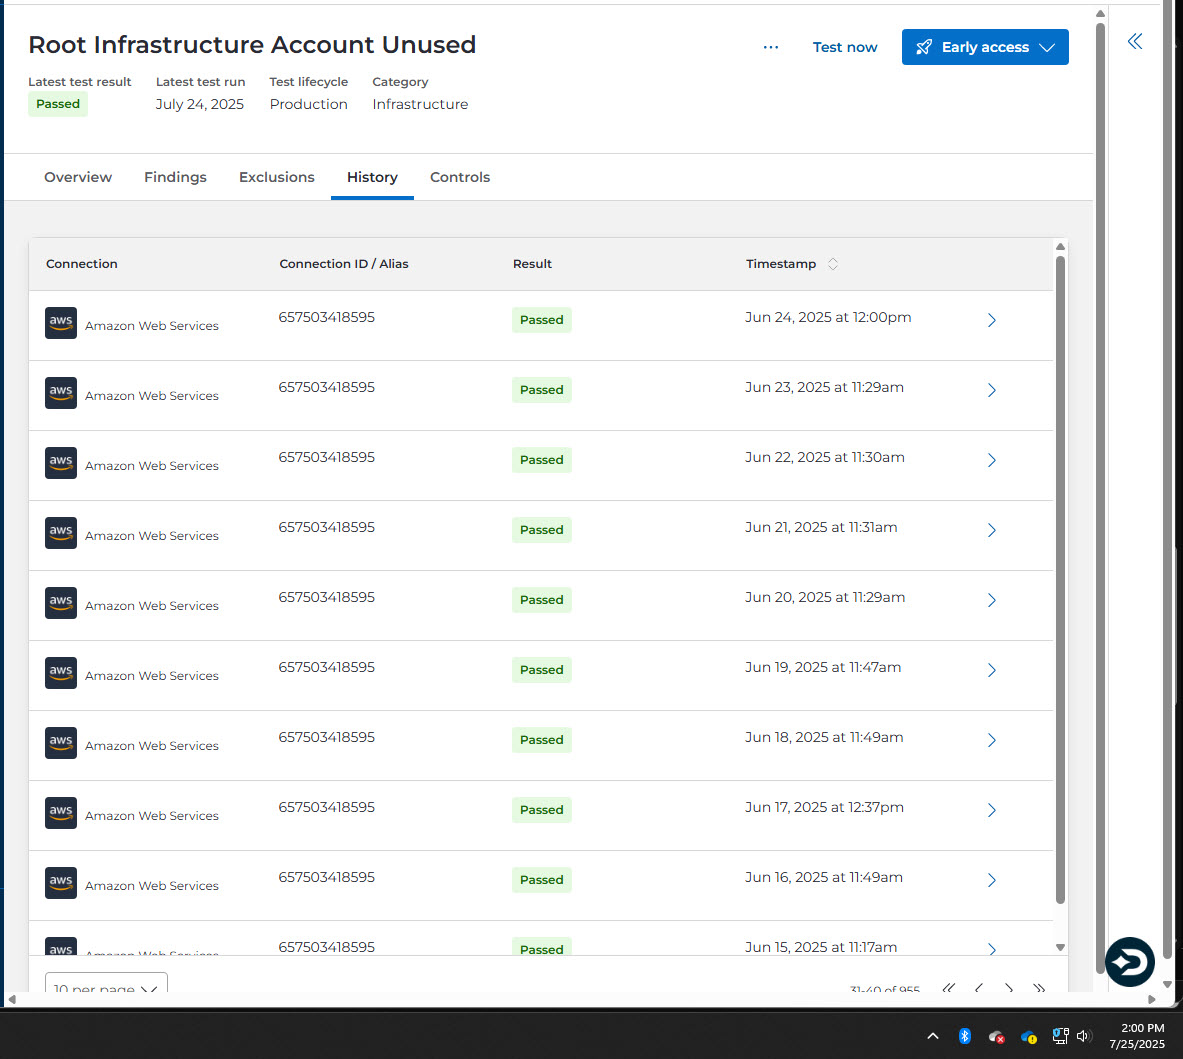 Root Infrastructure Account Unused
Test now
Early access
Latest test result Latest test run Test lifecycle Category
Passed July 24, 2025 Production Infrastructure
Overview Findings Exclusions History Controls
Connection Connection ID / Alias Result Timestamp
aws Amazon Web Services 657503418595 Passed Jun 24, 2025 at 12:00pm
aws Amazon Web Services 657503418595 Passed Jun 23, 2025 at 11:29am
aws Amazon Web Services 657503418595 Passed Jun 22, 2025 at 11:30am
aws Amazon Web Services 657503418595 Passed Jun 21, 2025 at 11:31am
aws Amazon Web Services 657503418595 Passed Jun 20, 2025 at 11:29am
aws Amazon Web Services 657503418595 Passed Jun 19, 2025 at 11:47am
aws Amazon Web Services 657503418595 Passed Jun 18, 2025 at 11:49am
aws Amazon Web Services 657503418595 Passed Jun 17, 2025 at 12:37pm
aws Amazon Web Services 657503418595 Passed Jun 16, 2025 at 11:49am
aws Amazon Web Services 657503418595 Passed Jun 15, 2025 at 11:17am
10 per page 31-40 of 955
2:00 PM
7/25/2025